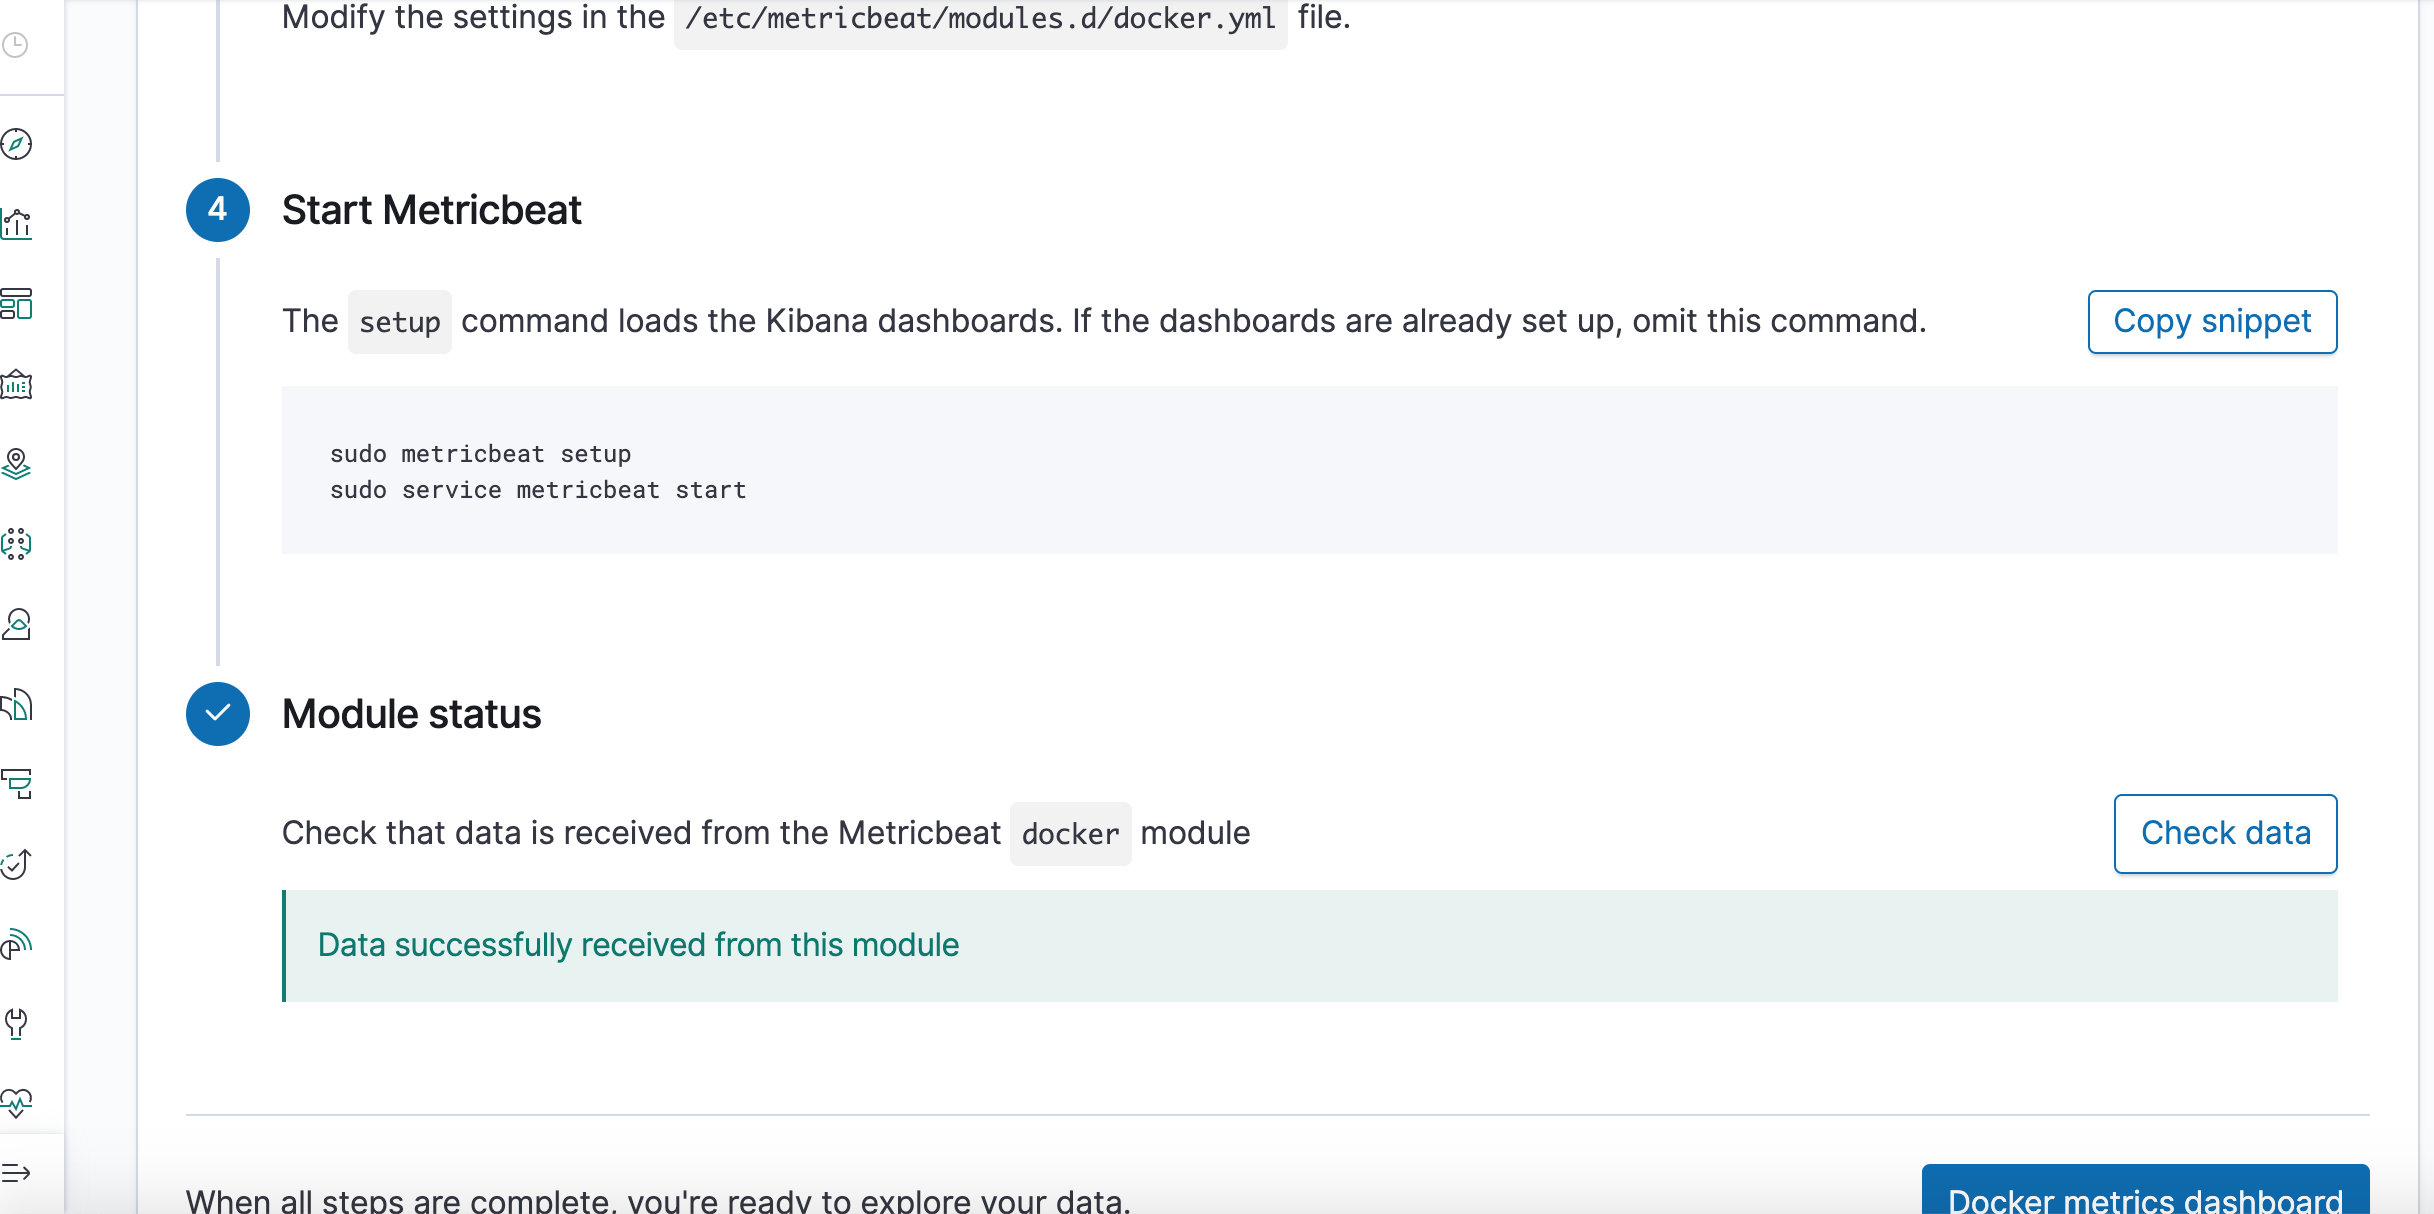 Modify the settings in the /etc/metricbeat/modules.d/docker.yml file.
4 Start Metricbeat
The setup command loads the Kibana dashboards. If the dashboards are already set up, omit this command. Copy snippet
sudo metricbeat setup
sudo service metricbeat start
Module status
Check that data is received from the Metricbeat docker module Check data
Data successfully received from this module
When all steps are complete, you're ready to explore your data. Docker metrics dashboard